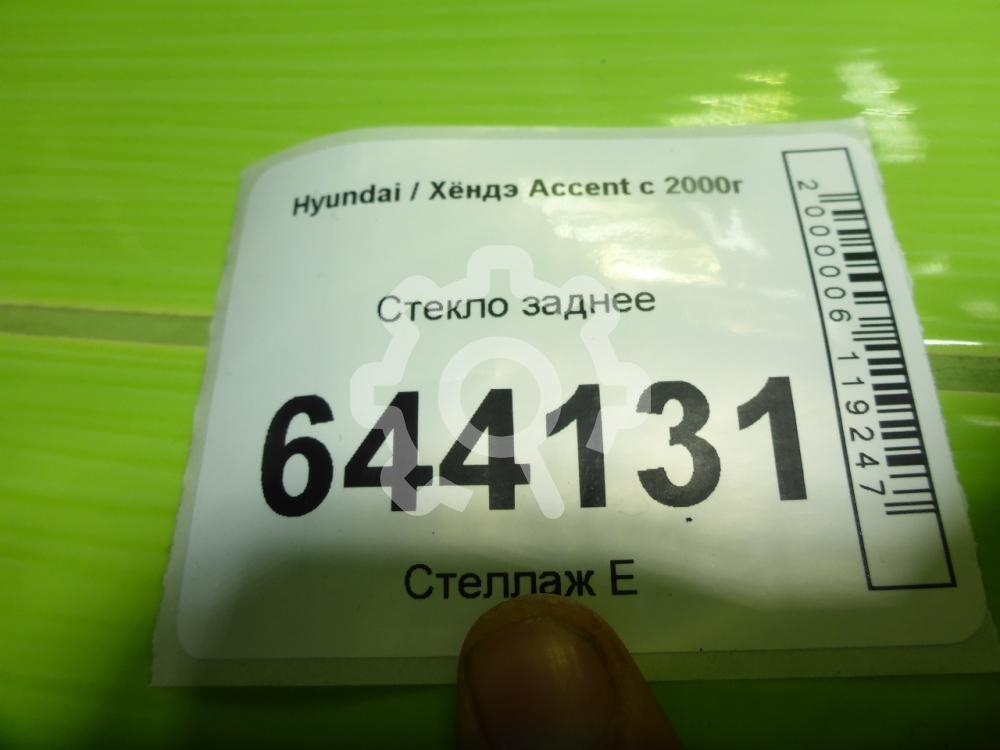 Hyundai / Хёндэ Accent с 2000г
Стекло заднее
644131
Стеллаж Е
2000006119247